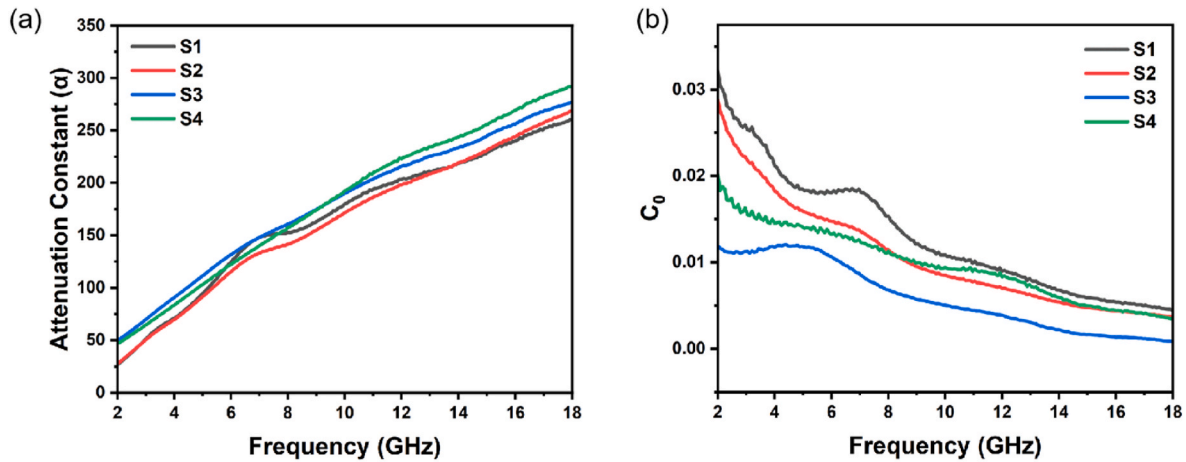 (a)
350
300
250
200
150
100
50
0
Attenuation Constant (α)
S1
S2
S3
S4
2 4 6 8 10 12 14 16 18
Frequency (GHz)
(b)
0.03
0.02
0.01
0.00
C₀
S1
S2
S3
S4
2 4 6 8 10 12 14 16 18
Frequency (GHz)